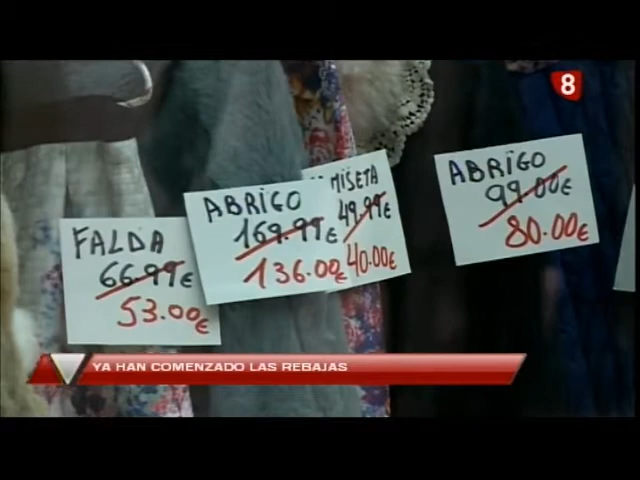 8
FALDA
66.99€
53.00€
ABRIGO
169.99€
136.00€
MISETA
49.99€
40.00€
ABRIGO
99.00€
80.00€
YA HAN COMENZADO LAS REBAJAS